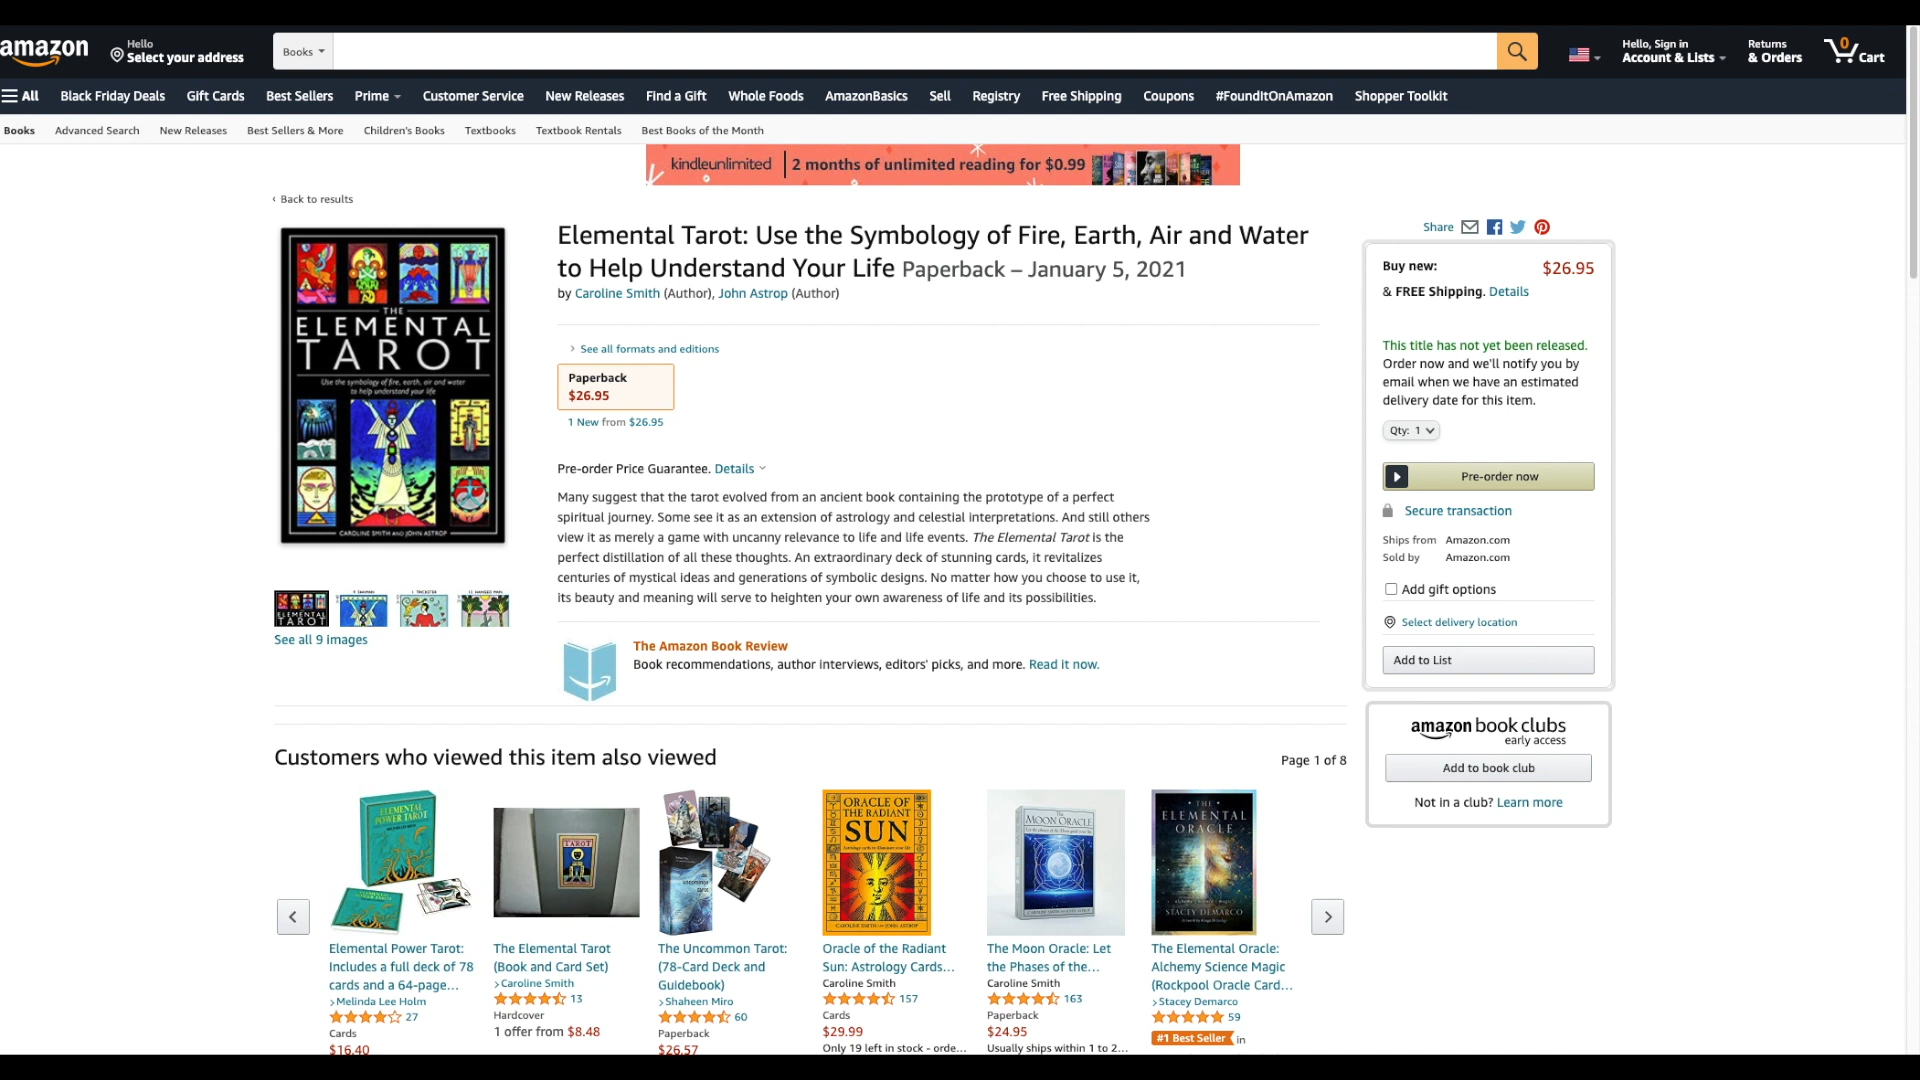 amazon
Hello
Select your address
Books
Hello, Sign in
Account & Lists
Returns
& Orders
0
Cart
All
Black Friday Deals
Gift Cards
Best Sellers
Prime
Customer Service
New Releases
Find a Gift
Whole Foods
AmazonBasics
Sell
Registry
Free Shipping
Coupons
#FoundItOnAmazon
Shopper Toolkit
Books
Advanced Search
New Releases
Best Sellers & More
Children's Books
Textbooks
Textbook Rentals
Best Books of the Month
kindleunlimited 2 months of unlimited reading for $0.99
‹ Back to results
THE
ELEMENTAL
TAROT
Use the symbology of fire, earth, air and water
to help understand your life
CAROLINE SMITH AND JOHN ASTROP
ELEMENTAL
TAROT
See all 9 images
Elemental Tarot: Use the Symbology of Fire, Earth, Air and Water
to Help Understand Your Life Paperback – January 5, 2021
by Caroline Smith (Author), John Astrop (Author)
› See all formats and editions
Paperback
$26.95
1 New from $26.95
Pre-order Price Guarantee. Details
Many suggest that the tarot evolved from an ancient book containing the prototype of a perfect
spiritual journey. Some see it as an extension of astrology and celestial interpretations. And still others
view it as merely a game with uncanny relevance to life and life events. The Elemental Tarot is the
perfect distillation of all these thoughts. An extraordinary deck of stunning cards, it revitalizes
centuries of mystical ideas and generations of symbolic designs. No matter how you choose to use it,
its beauty and meaning will serve to heighten your own awareness of life and its possibilities.
The Amazon Book Review
Book recommendations, author interviews, editors' picks, and more. Read it now.
Share
Buy new:
$26.95
& FREE Shipping. Details
This title has not yet been released.
Order now and we'll notify you by
email when we have an estimated
delivery date for this item.
Qty: 1
Pre-order now
Secure transaction
Ships from Amazon.com
Sold by Amazon.com
Add gift options
Select delivery location
Add to List
amazon book clubs
early access
Add to book club
Not in a club? Learn more
Customers who viewed this item also viewed
Page 1 of 8
ELEMENTAL
POWER TAROT
Elemental Power Tarot:
Includes a full deck of 78
cards and a 64-page...
›Melinda Lee Holm
27
Cards
$16.40
TAROT
The Elemental Tarot
(Book and Card Set)
›Caroline Smith
13
Hardcover
1 offer from $8.48
The Uncommon Tarot:
(78-Card Deck and
Guidebook)
›Shaheen Miro
60
Paperback
$26.57
ORACLE OF
THE RADIANT
SUN
CAROLINE SMITH AND JOHN ASTROP
Oracle of the Radiant
Sun: Astrology Cards...
Caroline Smith
157
Cards
$29.99
Only 19 left in stock - orde...
The
MOON ORACLE
CAROLINE SMITH AND JOHN ASTROP
The Moon Oracle: Let
the Phases of the...
Caroline Smith
163
Paperback
$24.95
Usually ships within 1 to 2...
THE
ELEMENTAL
ORACLE
STACEY DEMARCO
The Elemental Oracle:
Alchemy Science Magic
(Rockpool Oracle Card...
›Stacey Demarco
59
#1 Best Seller in